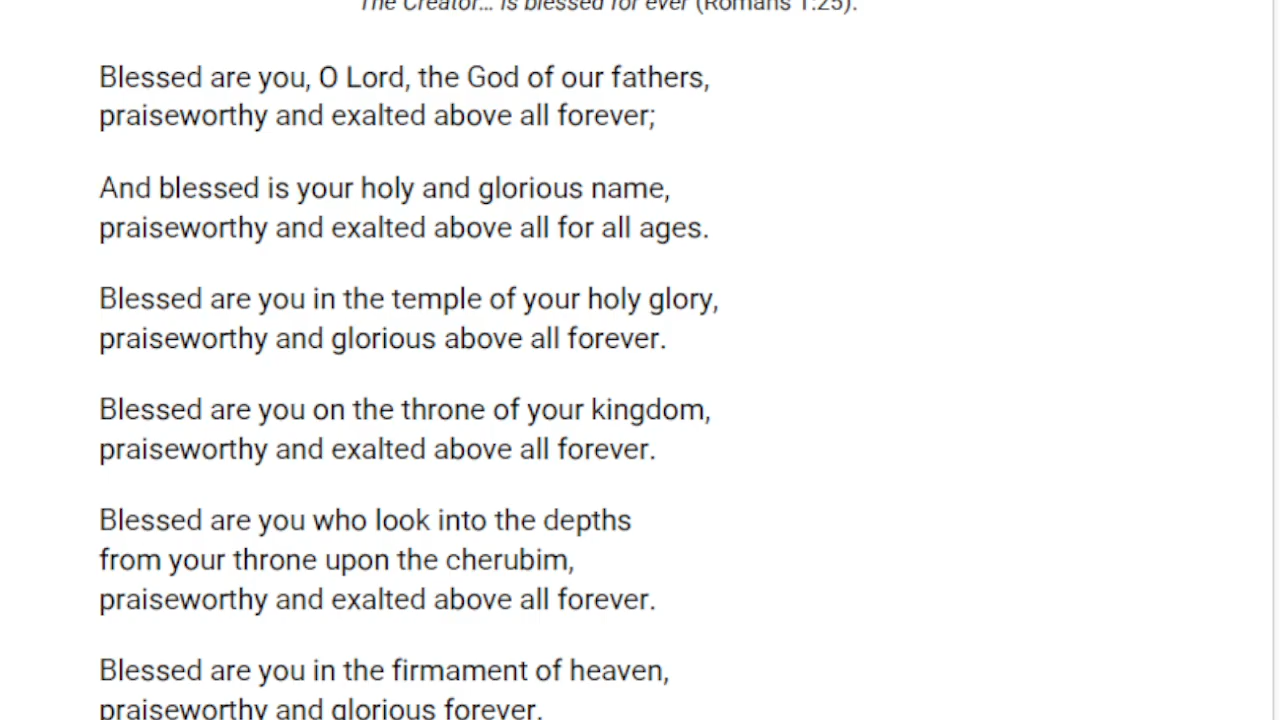 The Creator... is blessed for ever (Romans 1:25).
Blessed are you, O Lord, the God of our fathers,
praiseworthy and exalted above all forever;
And blessed is your holy and glorious name,
praiseworthy and exalted above all for all ages.
Blessed are you in the temple of your holy glory,
praiseworthy and glorious above all forever.
Blessed are you on the throne of your kingdom,
praiseworthy and exalted above all forever.
Blessed are you who look into the depths
from your throne upon the cherubim,
praiseworthy and exalted above all forever.
Blessed are you in the firmament of heaven,
praiseworthy and glorious forever.